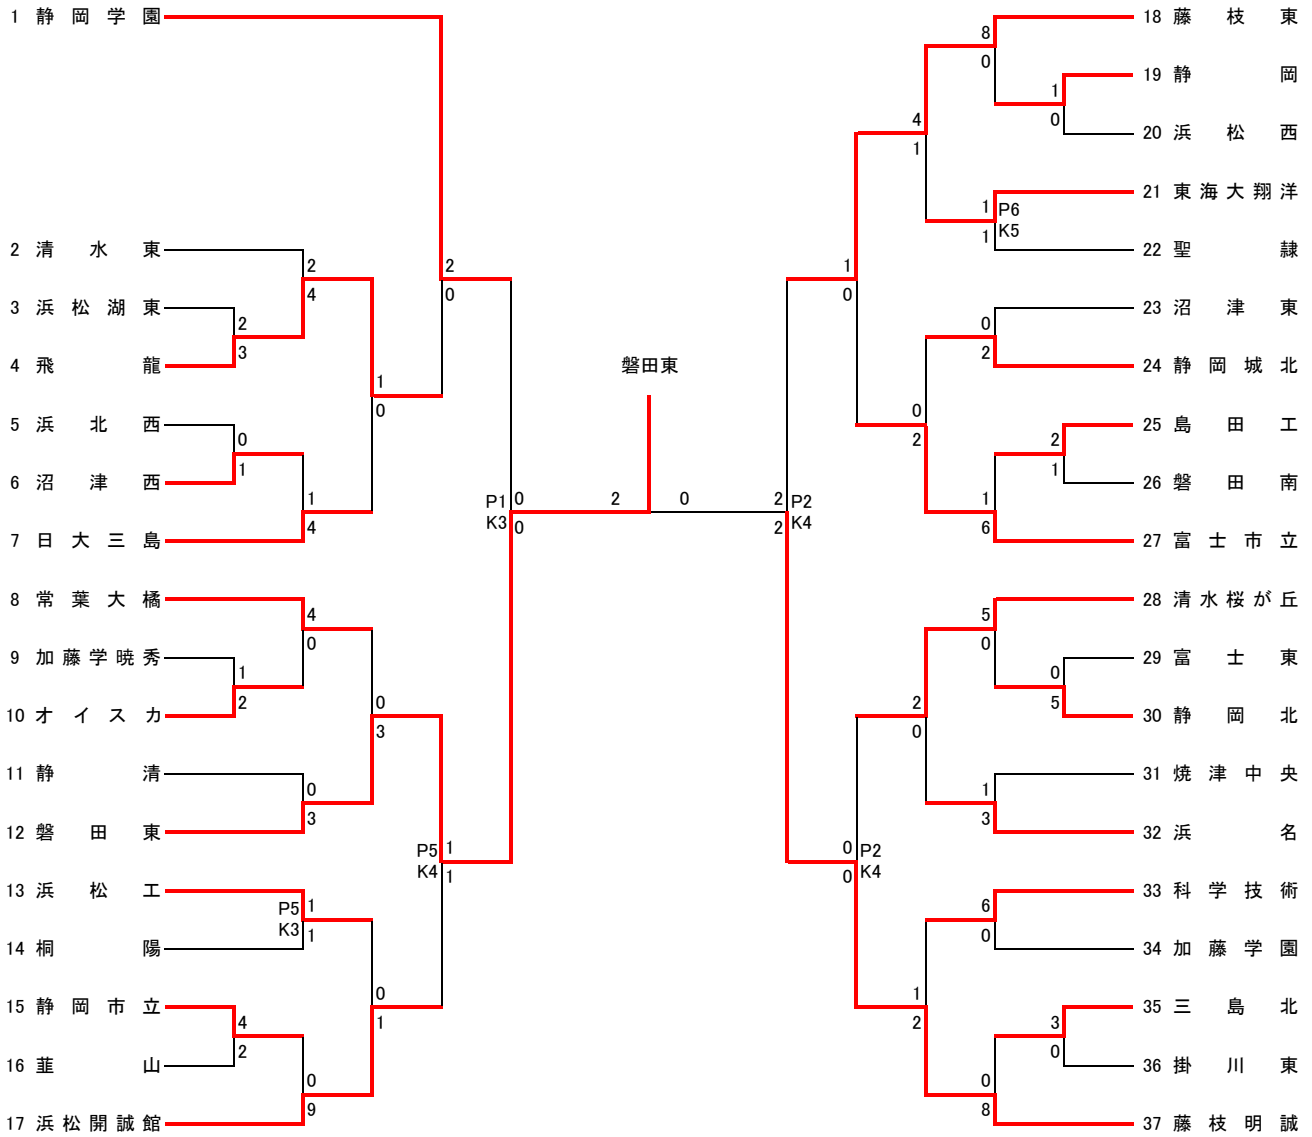 1 静岡学園
2 清水東
3 浜松湖東
4 飛龍
5 浜北西
6 沼津西
7 日大三島
8 常葉大橘
9 加藤学暁秀
10 オイスカ
11 静清
12 磐田東
13 浜松工
14 桐陽
15 静岡市立
16 韮山
17 浜松開誠館
2
3
0
1
1
2
4
2
2
4
1
4
4
0
0
3
P5
K3
1
1
0
9
1
0
0
3
0
1
2
0
P5
K4
1
1
P1
K3
0
0
磐田東
2
0
2
2
P2
K4
1
0
0
0
P2
K4
4
1
0
2
2
0
1
2
8
0
1
1
P6
K5
0
2
1
6
5
0
1
3
6
0
0
8
1
0
2
1
0
5
3
0
18 藤枝東
19 静岡
20 浜松西
21 東海大翔洋
22 聖隷
23 沼津東
24 静岡城北
25 島田工
26 磐田南
27 富士市立
28 清水桜が丘
29 富士東
30 静岡北
31 焼津中央
32 浜名
33 科学技術
34 加藤学園
35 三島北
36 掛川東
37 藤枝明誠